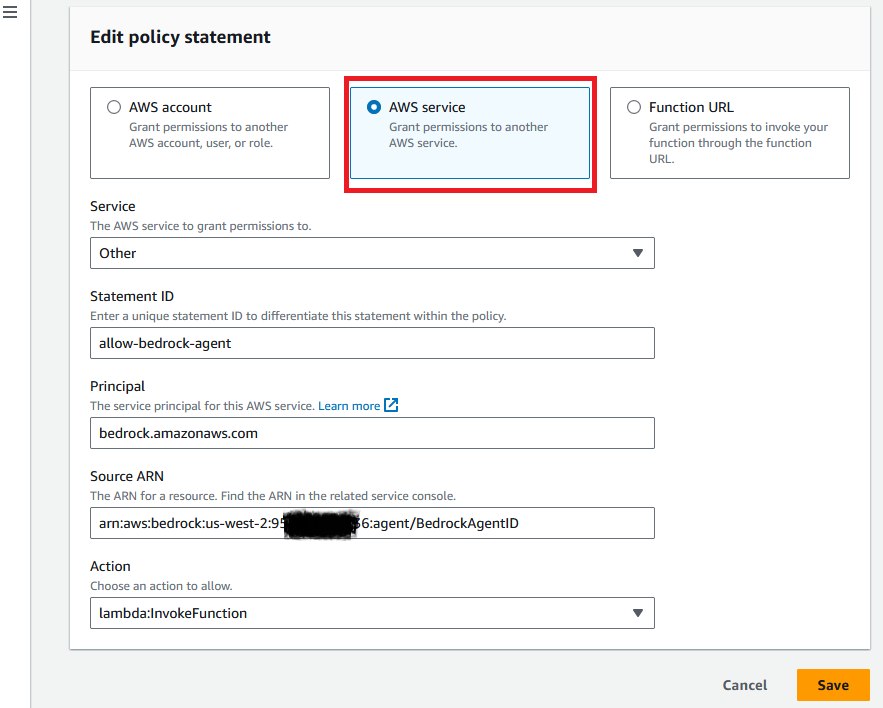 Edit policy statement
AWS account
Grant permissions to another
AWS account, user, or role.
AWS service
Grant permissions to another
AWS service.
Function URL
Grant permissions to invoke your
function through the function
URL.
Service
The AWS service to grant permissions to.
Other
Statement ID
Enter a unique statement ID to differentiate this statement within the policy.
allow-bedrock-agent
Principal
The service principal for this AWS service. Learn more
bedrock.amazonaws.com
Source ARN
The ARN for a resource. Find the ARN in the related service console.
arn:aws:bedrock:us-west-2:95 6:agent/BedrockAgentID
Action
Choose an action to allow.
lambda:InvokeFunction
Cancel
Save